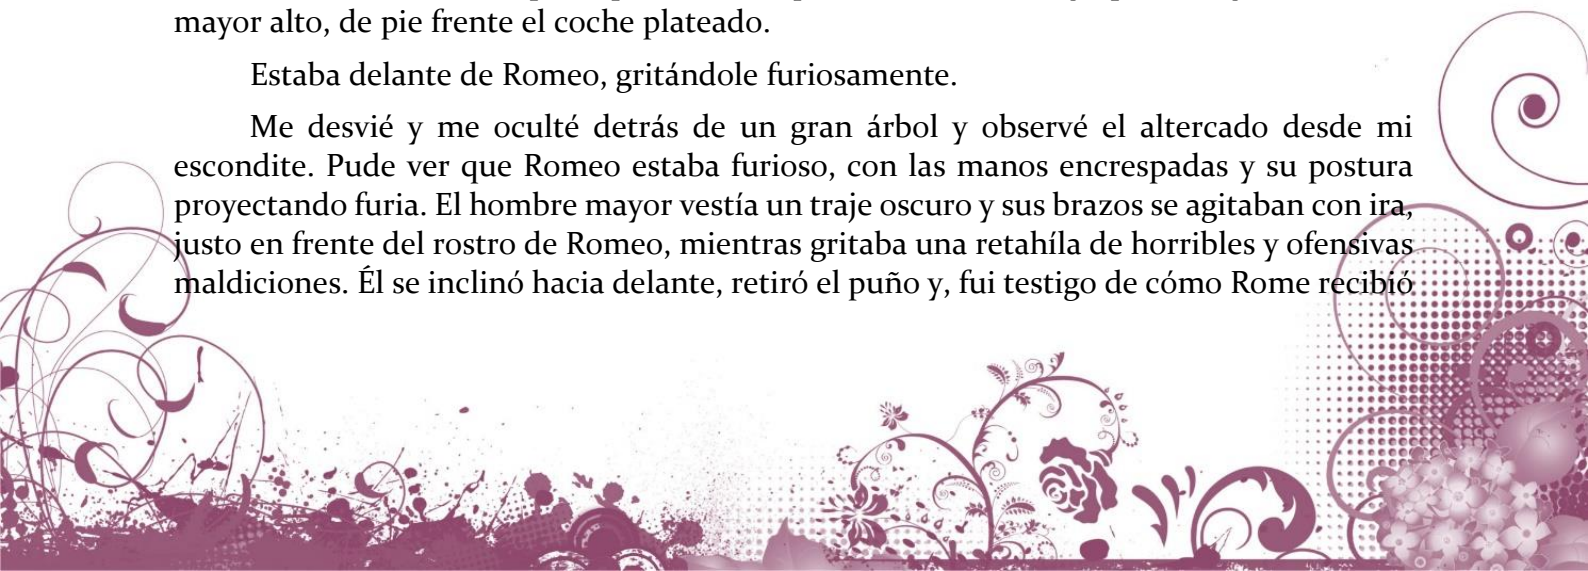 mayor alto, de pie frente el coche plateado.
Estaba delante de Romeo, gritándole furiosamente.
Me desvié y me oculté detrás de un gran árbol y observé el altercado desde mi
escondite. Pude ver que Romeo estaba furioso, con las manos encrespadas y su postura
proyectando furia. El hombre mayor vestía un traje oscuro y sus brazos se agitaban con ira,
justo en frente del rostro de Romeo, mientras gritaba una retahíla de horribles y ofensivas
maldiciones. Él se inclinó hacia delante, retiró el puño y, fui testigo de cómo Rome recibió